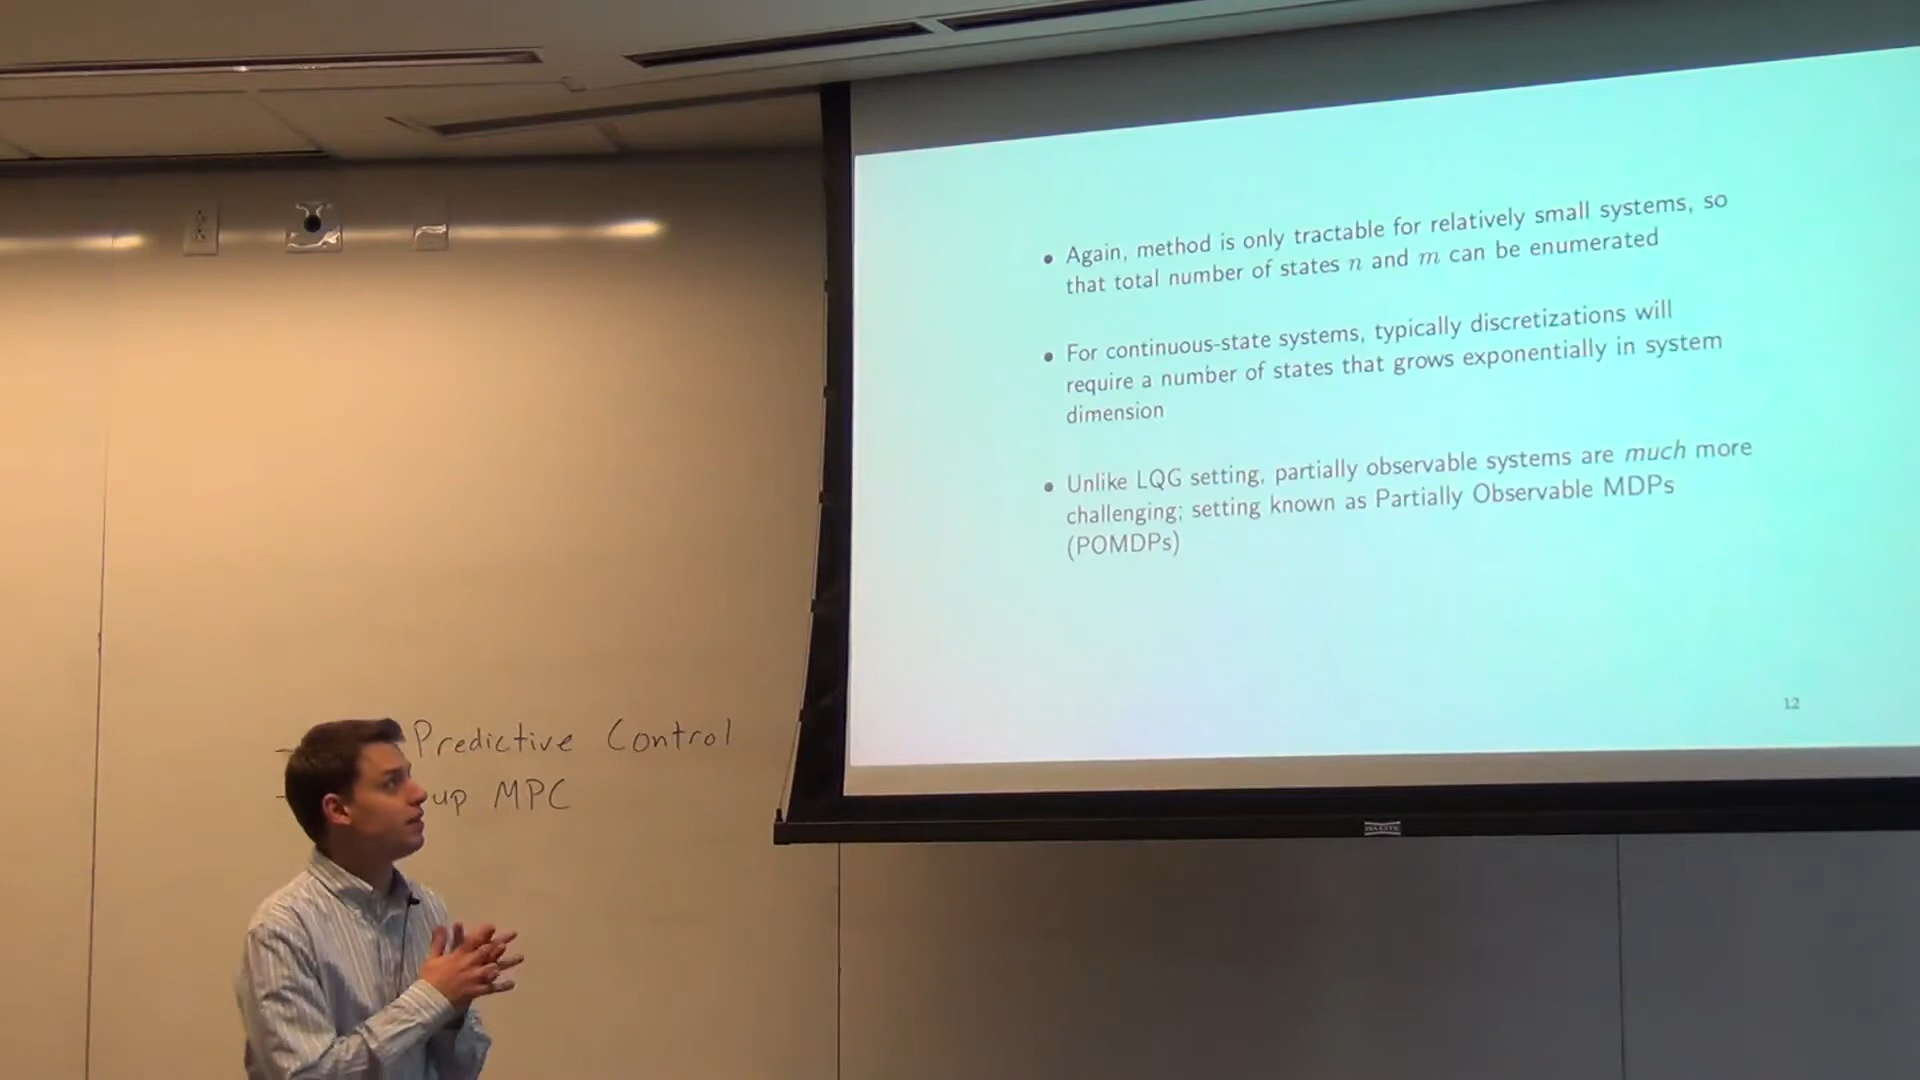 • Again, method is only tractable for relatively small systems, so
that total number of states n and m can be enumerated
• For continuous-state systems, typically discretizations will
require a number of states that grows exponentially in system
dimension
• Unlike LQG setting, partially observable systems are much more
challenging; setting known as Partially Observable MDPs
(POMDPs)
12
Predictive Control
up MPC
DA-LITE